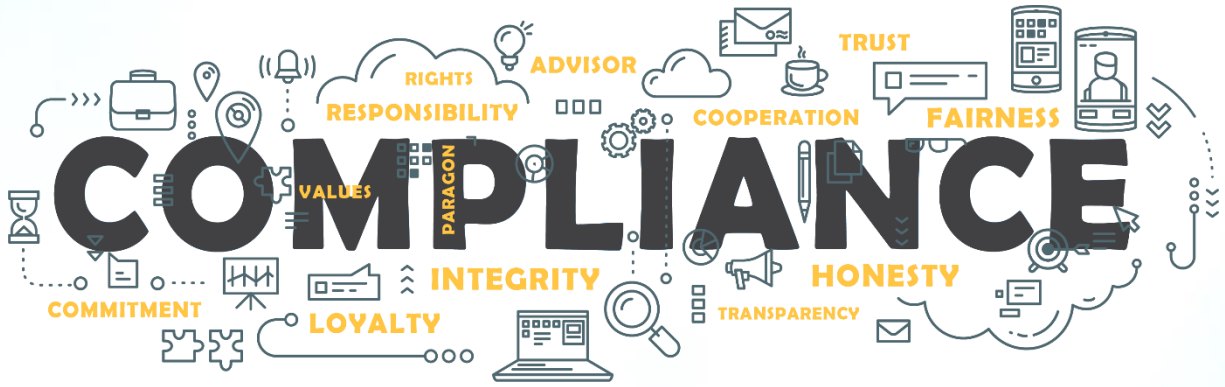 TRUST
ADVISOR
RIGHTS
RESPONSIBILITY
COOPERATION
FAIRNESS
COMPLIANCE
VALUES
PARAGON
INTEGRITY
HONESTY
COMMITMENT
LOYALTY
TRANSPARENCY